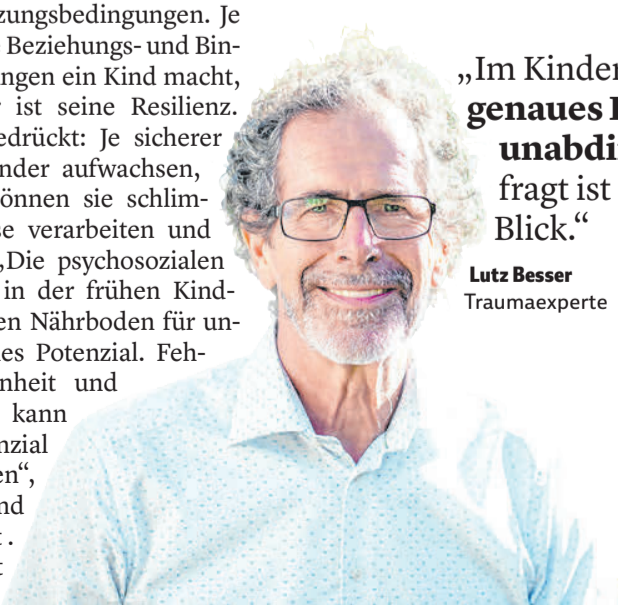 zungsbedingungen. Je
Beziehungs- und Bin-
ngen ein Kind macht,
ist seine Resilienz.
edrückt: Je sicherer
nder aufwachsen,
önnen sie schlim-
se verarbeiten und
„Die psychosozialen
in der frühen Kind-
en Nährboden für un-
es Potenzial. Feh-
nheit und
kann
nzial
en“,
nd
t
„Im Kinder
genaues
unabdi
fragt ist
Blick.“
Lutz Besser
Traumaexperte